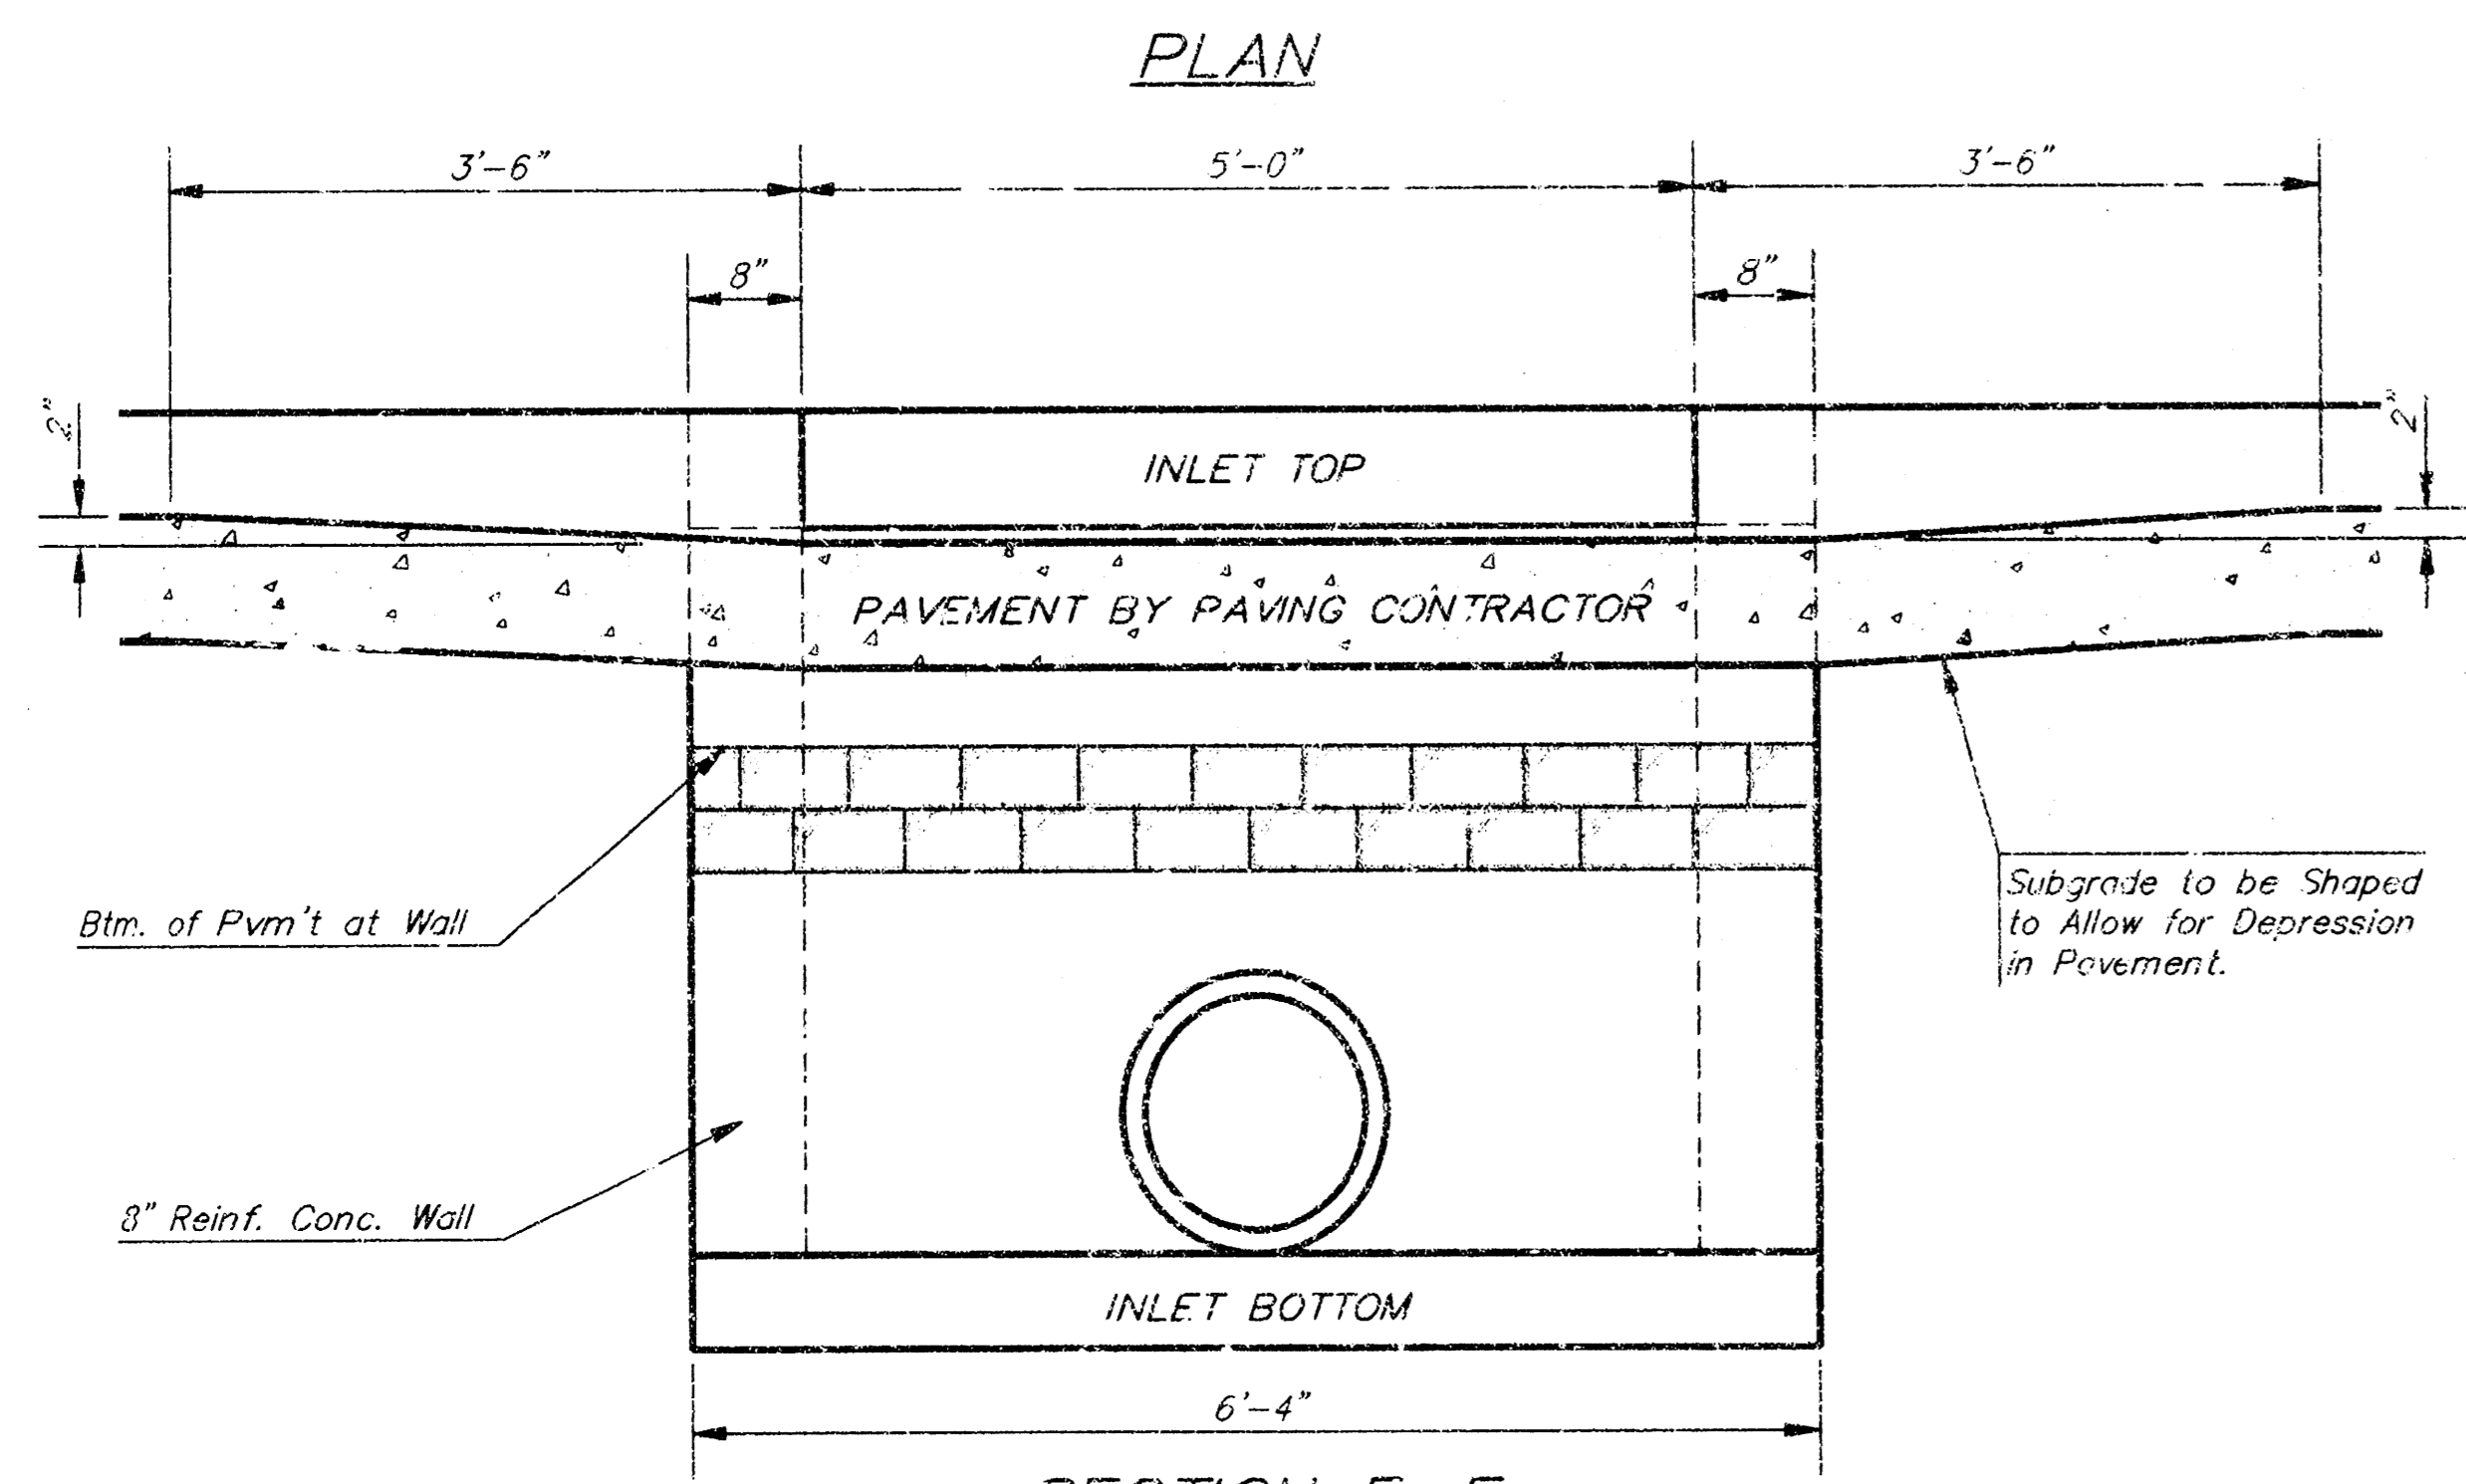 PLAN
3'-6"
5'-0"
3'-6"
8"
8"
2"
2"
INLET TOP
PAVEMENT BY PAVING CONTRACTOR
Btm. of Pvm't at Wall
Subgrade to be Shaped
to Allow for Depression
in Pavement.
8" Reinf. Conc. Wall
INLET BOTTOM
6'-4"
SECTION